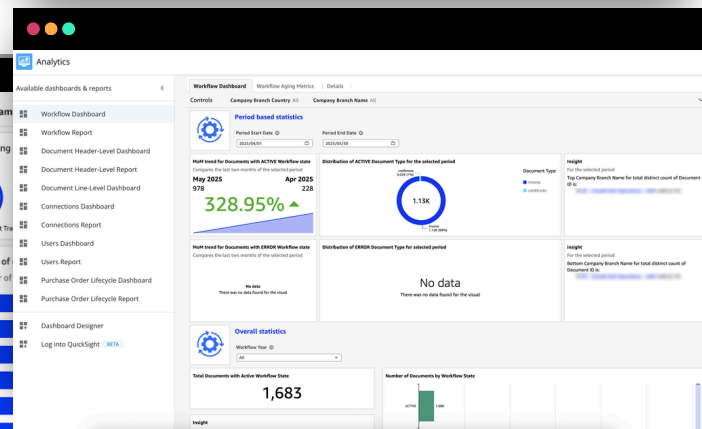 Analytics
Available dashboards & reports
Workflow Dashboard
Workflow Report
Document Header-Level Dashboard
Document Header-Level Report
Document Line-Level Dashboard
Connections Dashboard
Connections Report
Users Dashboard
Users Report
Purchase Order Lifecycle Dashboard
Purchase Order Lifecycle Report
Dashboard Designer
Log into QuickSight BETA
Workflow Dashboard Workflow Aging Metrics Details
Controls Company Branch Country All Company Branch Name All
Period based statistics
Period Start Date Period End Date
2025/04/01 2025/05/30
MoM trend for Documents with ACTIVE Workflow state
Compares the last two months of the selected period
May 2025 Apr 2025
978 228
328.95%
Distribution of ACTIVE Document Type for the selected period
1.13K
Document Type
invoice
creditnote
Insight
For the selected period
Top Company Branch Name for total distinct count of Document
ID is:
MoM trend for Documents with ERROR Workflow state
Compares the last two months of the selected period
No data
There was no data found for the visual
Distribution of ERROR Document Type for selected period
No data
There was no data found for the visual
Insight
For the selected period
Bottom Company Branch Name for total distinct count of
Document ID is:
Overall statistics
Workflow Year
All
Total Documents with Active Workflow State
1,683
Insight
Number of Documents by Workflow State
ACTIVE